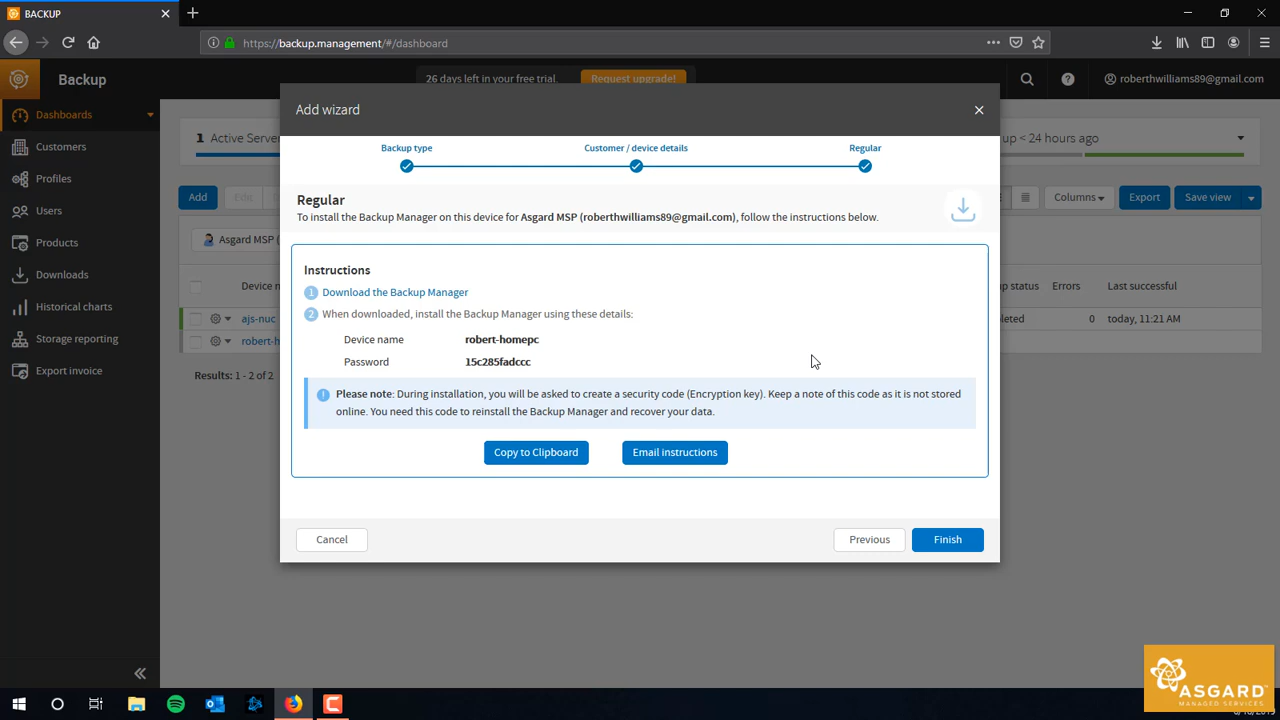 BACKUP
https://backup.management/#/dashboard
Backup
26 days left in your free trial.
Request upgrade!
roberthwilliams89@gmail.com
Dashboards
Customers
Profiles
Users
Products
Downloads
Historical charts
Storage reporting
Export invoice
1 Active Server
up < 24 hours ago
Add
Columns
Export
Save view
Asgard MSP (
Device n
up status
Errors
Last successful
ajs-nuc
leted
0
today, 11:21 AM
robert-h
Results: 1 - 2 of 2
Add wizard
Backup type
Customer / device details
Regular
Regular
To install the Backup Manager on this device for Asgard MSP (roberthwilliams89@gmail.com), follow the instructions below.
Instructions
1 Download the Backup Manager
2 When downloaded, install the Backup Manager using these details:
Device name robert-homepc
Password 15c285fadccc
Please note: During installation, you will be asked to create a security code (Encryption key). Keep a note of this code as it is not stored
online. You need this code to reinstall the Backup Manager and recover your data.
Copy to Clipboard
Email instructions
Cancel
Previous
Finish
ASGARD
MANAGED SERVICES